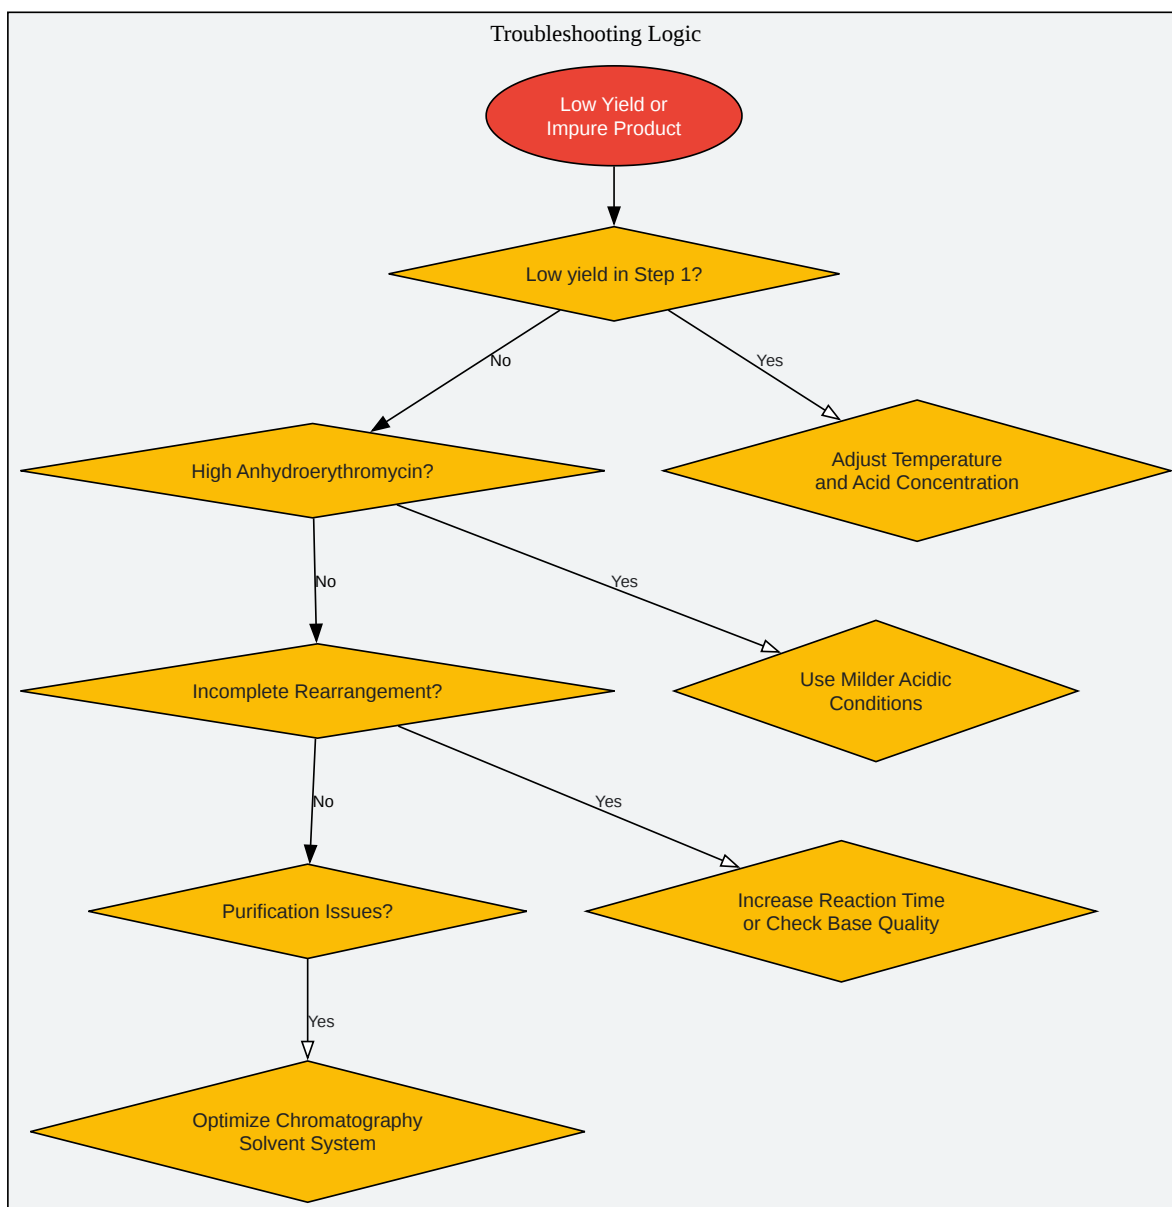 Troubleshooting Logic
Low Yield or
Impure Product
Low yield in Step 1?
No
Yes
High Anhydroerythromycin?
Adjust Temperature
and Acid Concentration
No
Yes
Incomplete Rearrangement?
Use Milder Acidic
Conditions
No
Yes
Purification Issues?
Increase Reaction Time
or Check Base Quality
Yes
Optimize Chromatography
Solvent System